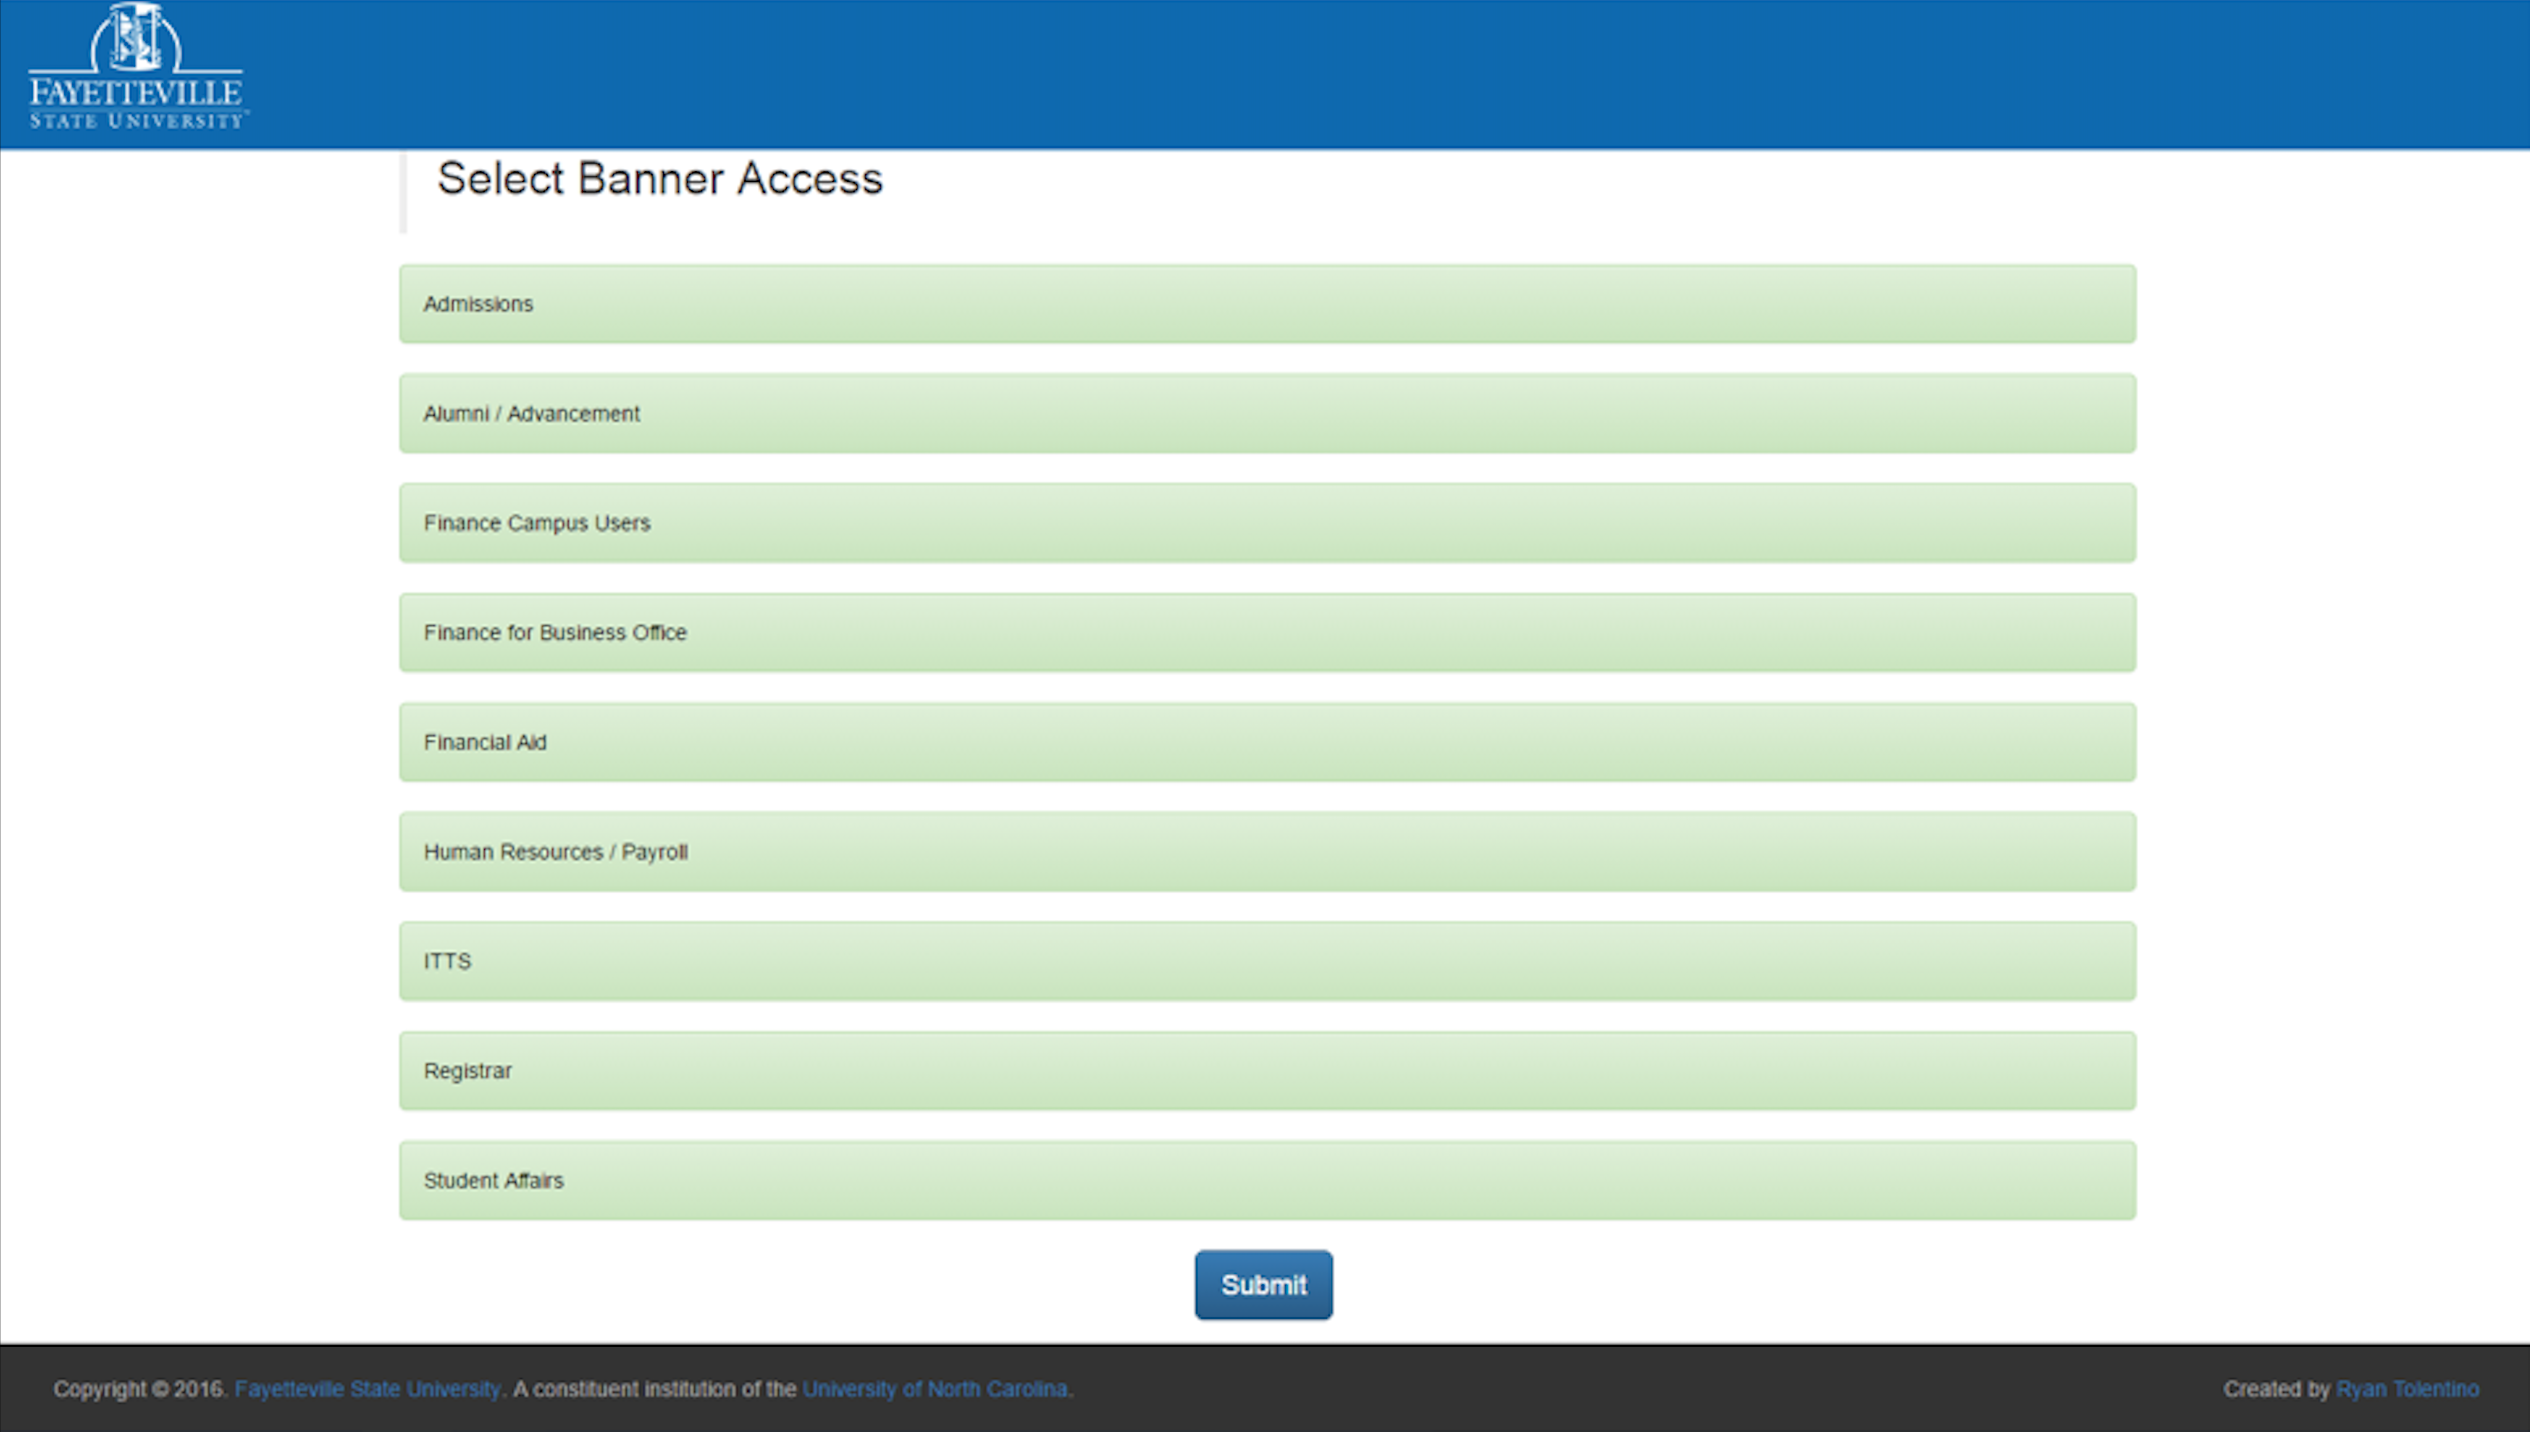 FAYETTEVILLE
STATE UNIVERSITY
Select Banner Access
Admissions
Alumni / Advancement
Finance Campus Users
Finance for Business Office
Financial Aid
Human Resources / Payroll
ITTS
Registrar
Student Affairs
Submit
Copyright © 2016. Fayetteville State University. A constituent institution of the University of North Carolina.
Created by Ryan Tolentino